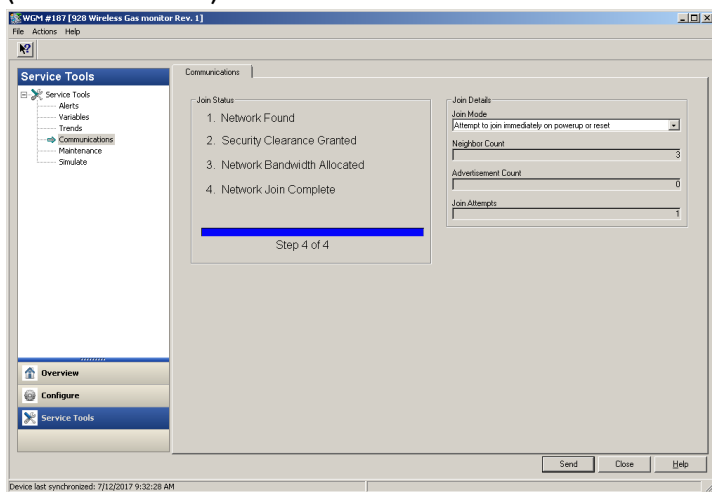 WGM #187 [928 Wireless Gas monitor Rev. 1]
File Actions Help
Service Tools
Service Tools
Alerts
Variables
Trends
Communications
Maintenance
Simulate
Overview
Configure
Service Tools
Communications
Join Status
1. Network Found
2. Security Clearance Granted
3. Network Bandwidth Allocated
4. Network Join Complete
Step 4 of 4
Join Details
Join Mode
Attempt to join immediately on powerup or reset
Neighbor Count
3
Advertisement Count
0
Join Attempts
1
Send Close Help
Device last synchronized: 7/12/2017 9:32:28 AM